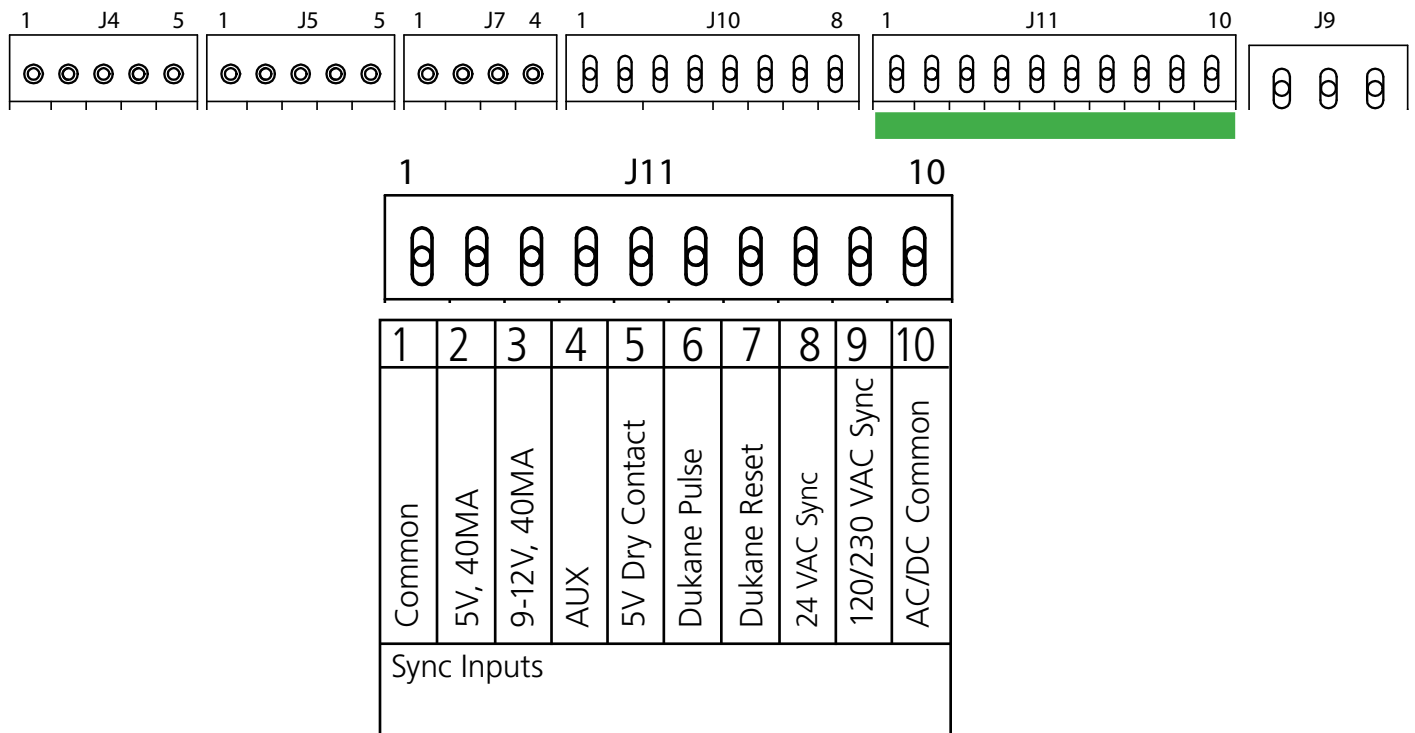 1 J4 5 1 J5 5 1 J7 4 1 J10 8 1 J11 10 J9
1 J11 10
1 2 3 4 5 6 7 8 9 10
Common
5V, 40MA
9-12V, 40MA
AUX
5V Dry Contact
Dukane Pulse
Dukane Reset
24 VAC Sync
120/230 VAC Sync
AC/DC Common
Sync Inputs